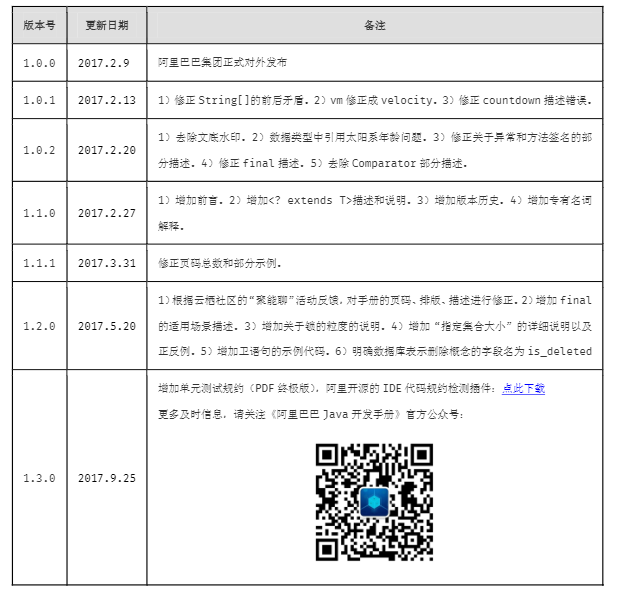 版本号 更新日期 备注
1.0.0 2017.2.9 阿里巴巴集团正式对外发布
1.0.1 2017.2.13 1）修正 String[]的前后矛盾。2）vm 修正成 velocity。3）修正 countdown 描述错误。
1）去除文底水印。2）数据类型中引用太阳系年龄问题。3）修正关于异常和方法签名的部
1.0.2 2017.2.20
分描述。4）修正 final 描述。5）去除 Comparator 部分描述。
1）增加前言。2）增加<? extends T>描述和说明。3）增加版本历史。4）增加专有名词
1.1.0 2017.2.27
解释。
1.1.1 2017.3.31 修正页码总数和部分示例。
1）根据云栖社区的“聚能聊”活动反馈，对手册的页码、排版、描述进行修正。2）增加 final
1.2.0 2017.5.20 的适用场景描述。3）增加关于锁的粒度的说明。4）增加“指定集合大小”的详细说明以及
正反例。5）增加卫语句的示例代码。6）明确数据库表示删除概念的字段名为 is_deleted
增加单元测试规约（PDF 终极版），阿里开源的 IDE 代码规约检测插件：点此下载
更多及时信息，请关注《阿里巴巴 Java 开发手册》官方公众号：
1.3.0 2017.9.25